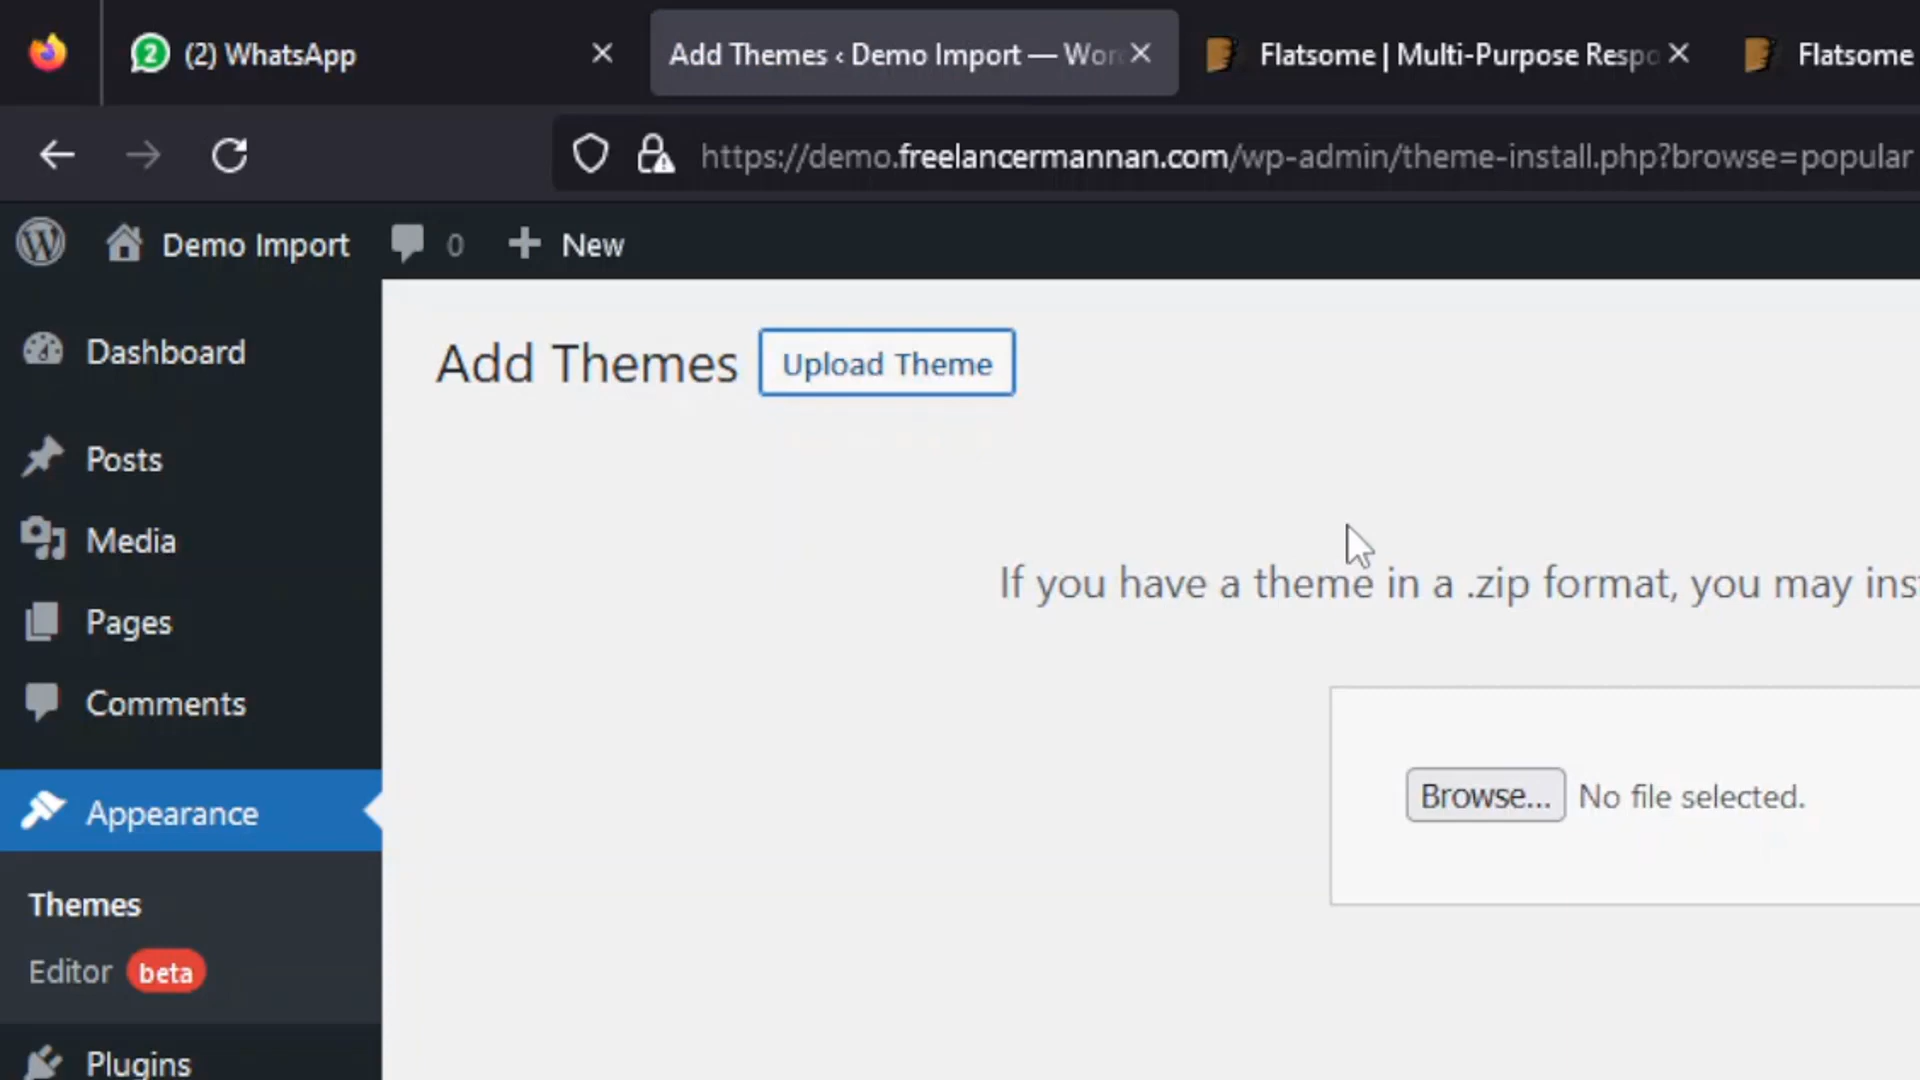 2 (2) WhatsApp
Add Themes ‹ Demo Import — Wor
Flatsome | Multi-Purpose Respo
Flatsome
https://demo.freelancermannan.com/wp-admin/theme-install.php?browse=popular
Demo Import 0 New
Dashboard
Posts
Media
Pages
Comments
Appearance
Themes
Editor beta
Plugins
Add Themes Upload Theme
If you have a theme in a .zip format, you may ins
Browse... No file selected.